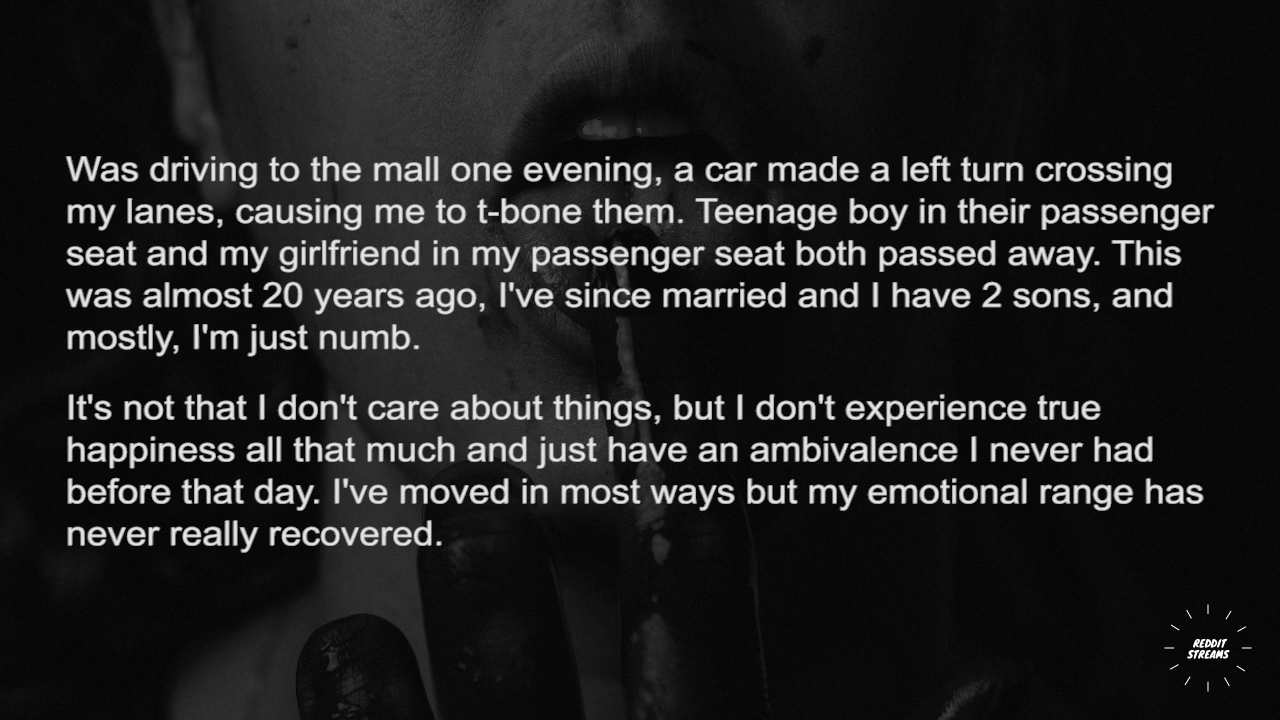 Was driving to the mall one evening, a car made a left turn crossing
my lanes, causing me to t-bone them. Teenage boy in their passenger
seat and my girlfriend in my passenger seat both passed away. This
was almost 20 years ago, I've since married and I have 2 sons, and
mostly, I'm just numb.
It's not that I don't care about things, but I don't experience true
happiness all that much and just have an ambivalence I never had
before that day. I've moved in most ways but my emotional range has
never really recovered.
REDDIT
STREAMS